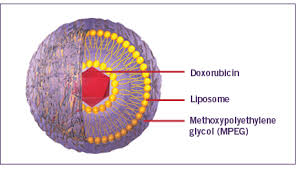 Doxorubicin
Liposome
Methoxypolyethylene
glycol (MPEG)